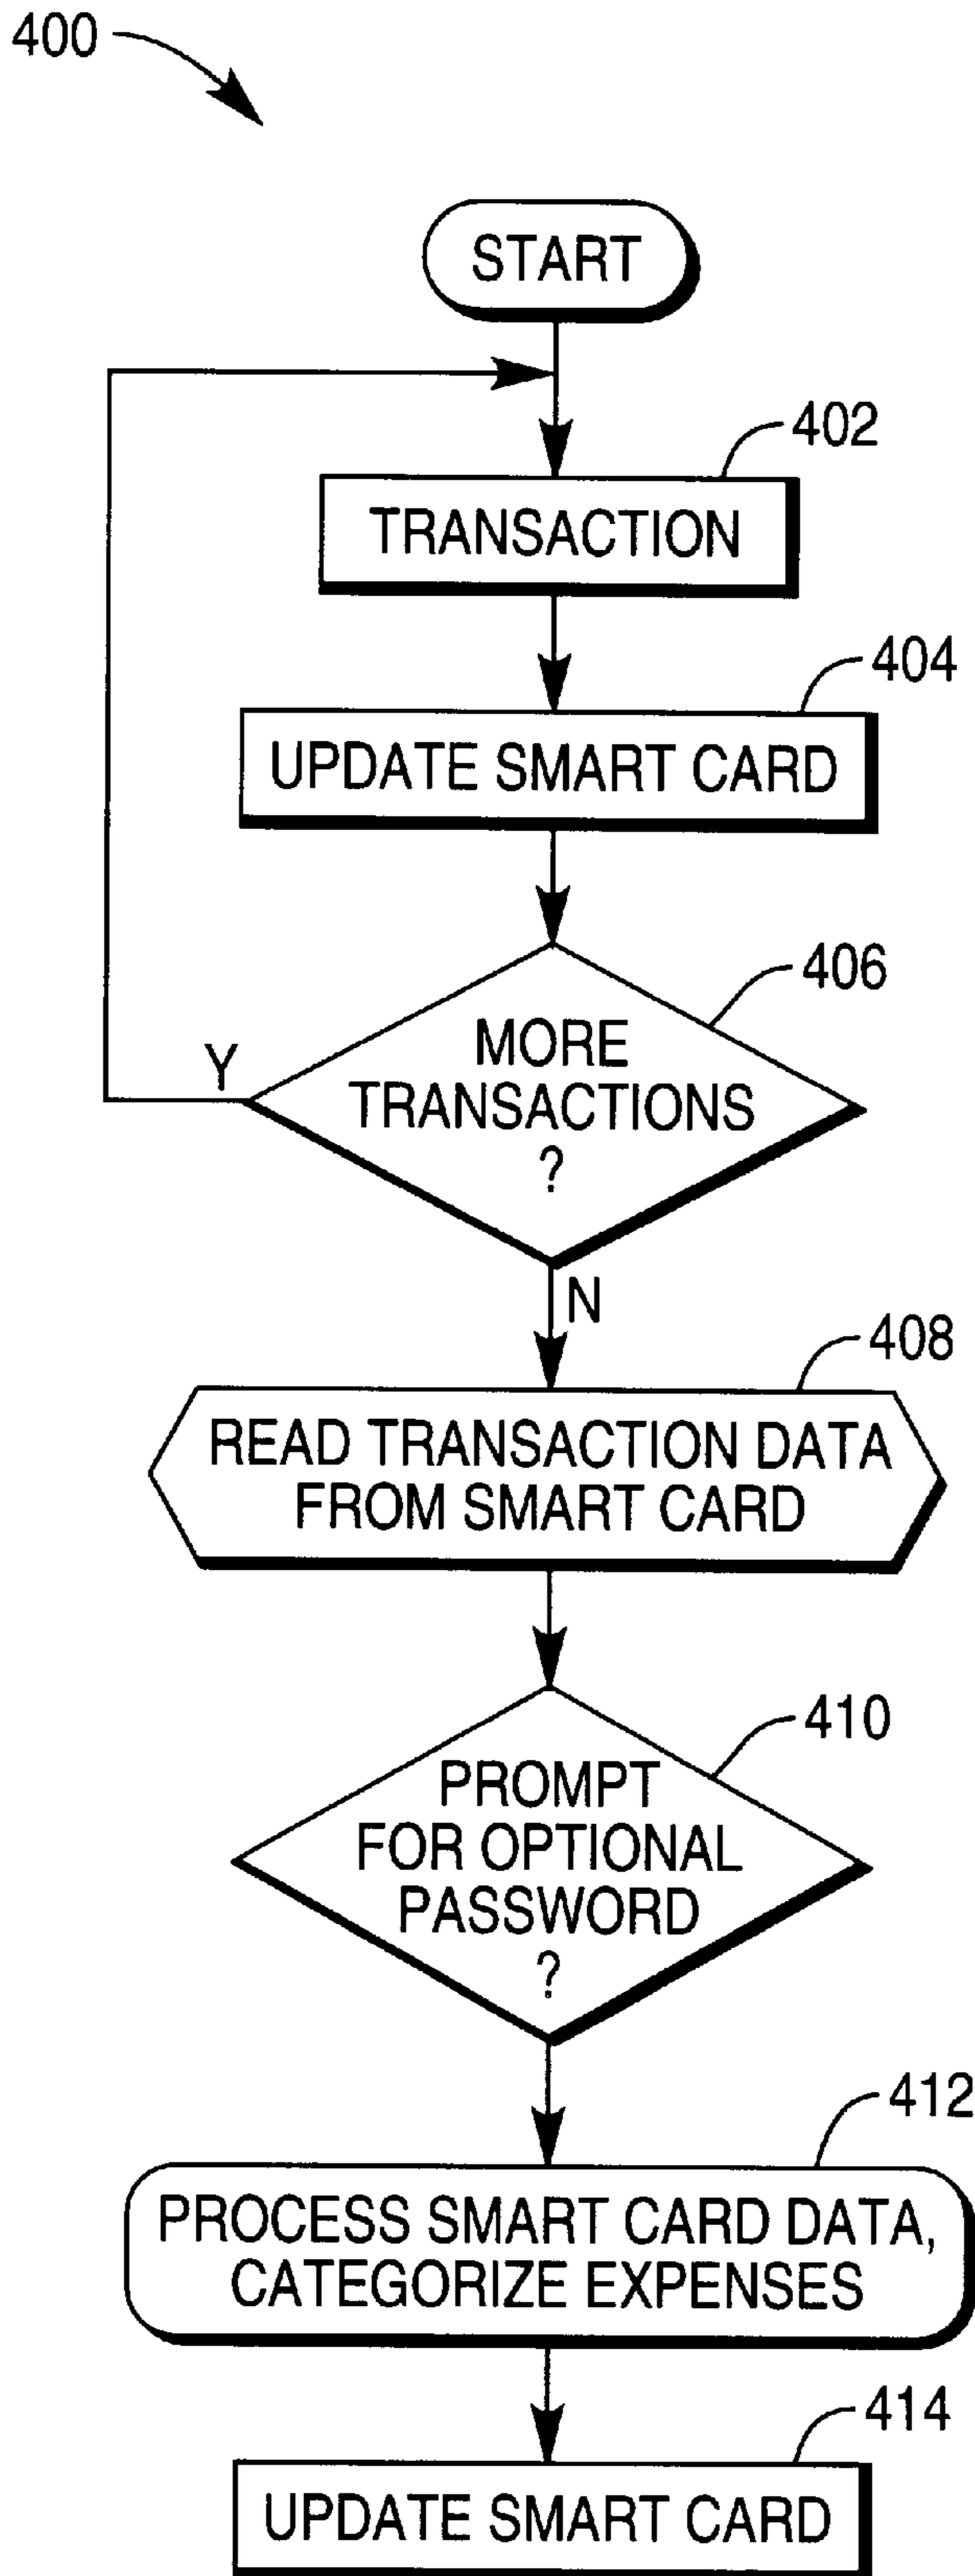 400
START
402
TRANSACTION
404
UPDATE SMART CARD
406
MORE
TRANSACTIONS
?
Y
N
408
READ TRANSACTION DATA
FROM SMART CARD
410
PROMPT
FOR OPTIONAL
PASSWORD
?
412
PROCESS SMART CARD DATA,
CATEGORIZE EXPENSES
414
UPDATE SMART CARD